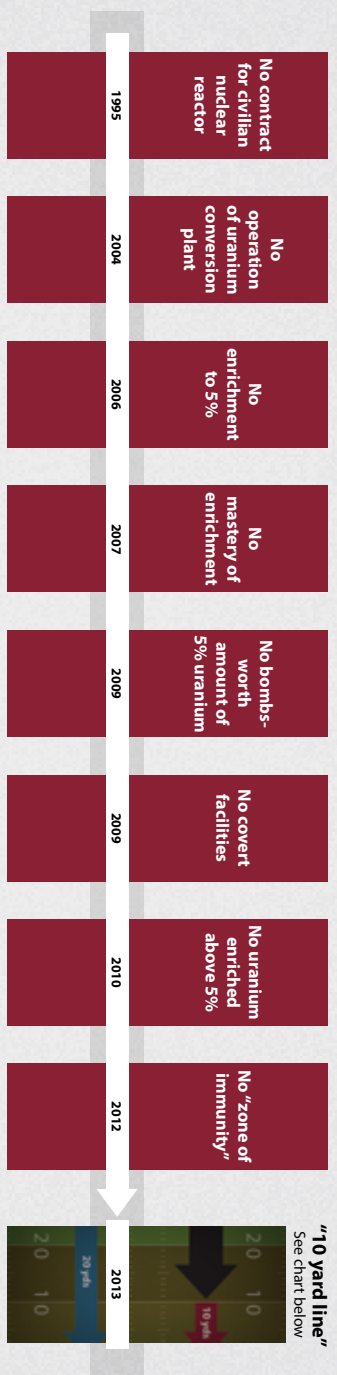 No contract
for civilian
nuclear
reactor
1995
No
operation
of uranium
conversion
plant
2004
No
enrichment
to 5%
2006
No
mastery of
enrichment
2007
No bombs-
worth
amount of
5% uranium
2009
No covert
facilities
2009
No uranium
enriched
above 5%
2010
No “zone of
immunity”
2012
“10 yard line”
See chart below
20 10
10 yds
2013
20 yds
20 10